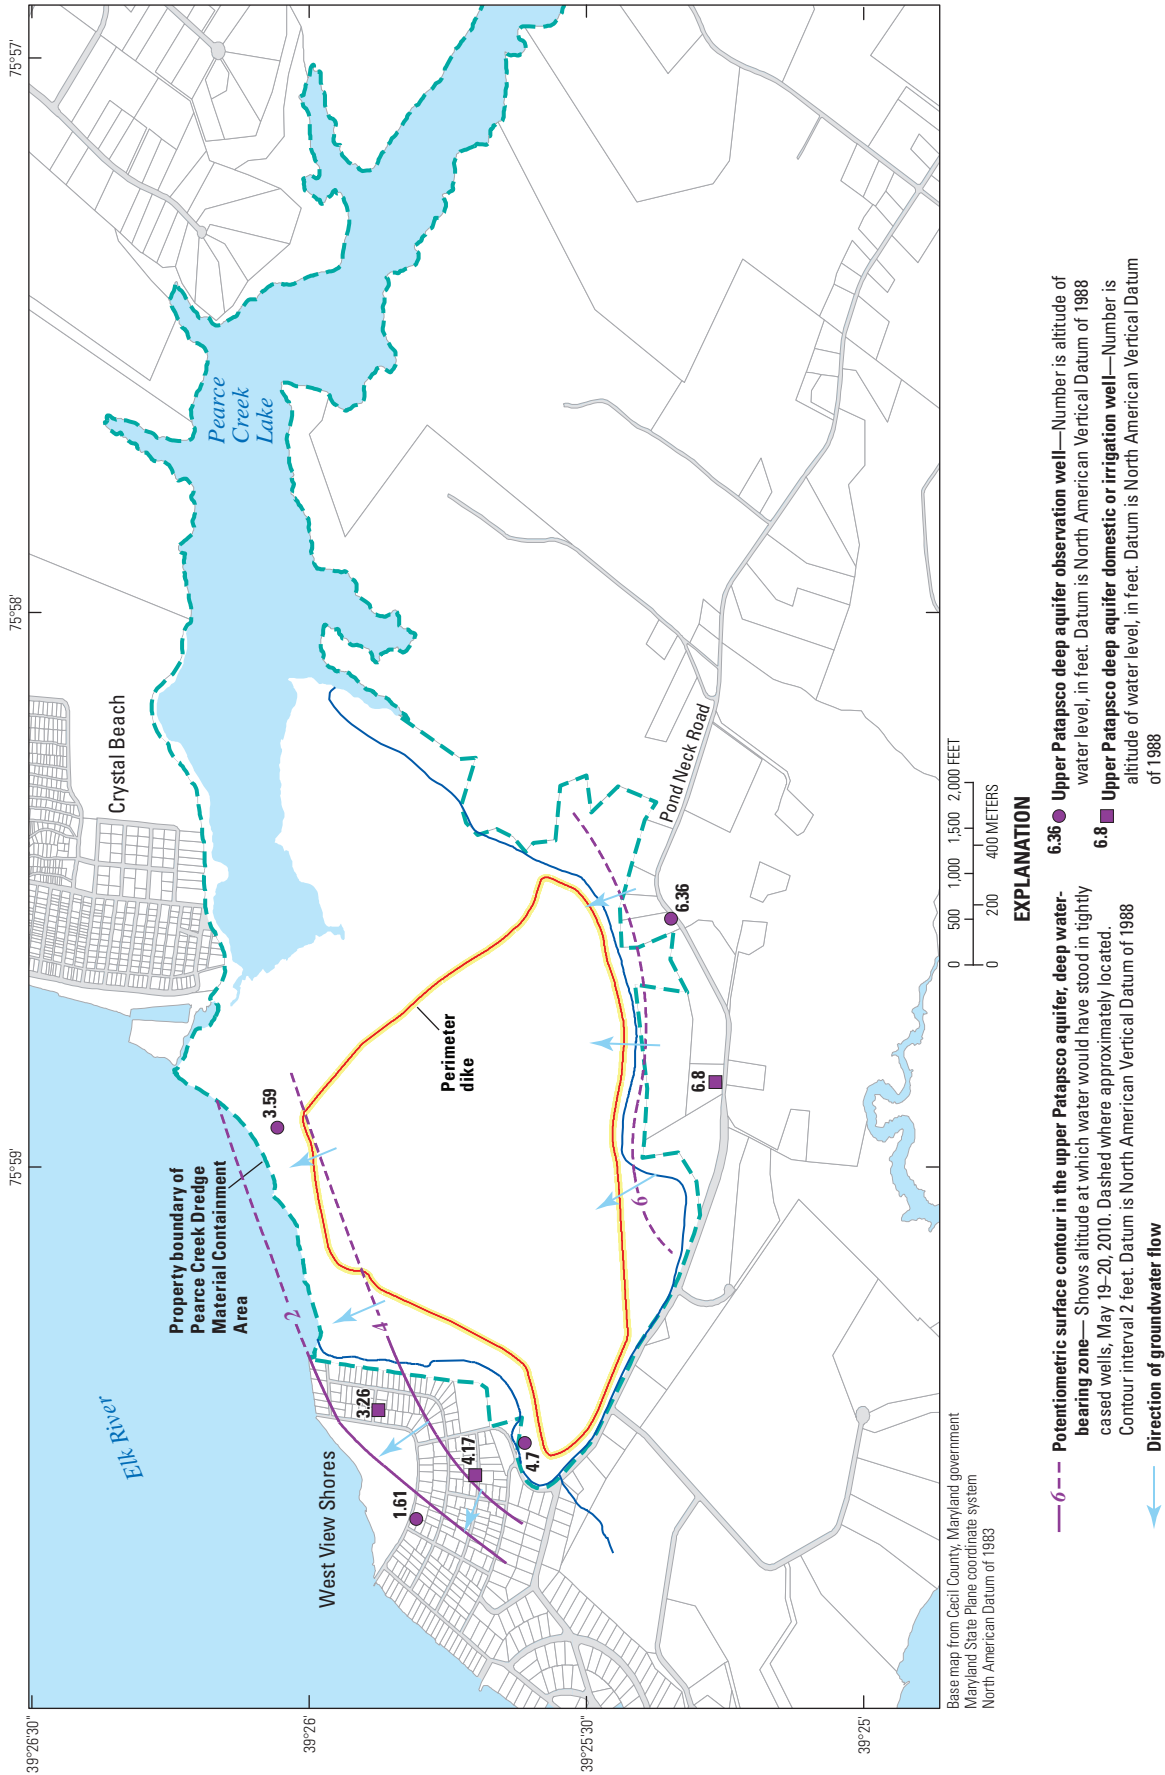 75°59'
75°58'
75°57'
39°26'30"
39°26'
39°25'30"
39°25'
Elk River
Crystal Beach
Pearce
Creek
Lake
West View Shores
Property boundary of
Pearce Creek Dredge
Material Containment
Area
Perimeter
dike
Pond Neck Road
2
4
6
3.59
3.26
4.17
1.61
4.7
6.8
6.36
Base map from Cecil County, Maryland government
Maryland State Plane coordinate system
North American Datum of 1983
0 500 1,000 1,500 2,000 FEET
0 200 400 METERS
EXPLANATION
6 Potentiometric surface contour in the upper Patapsco aquifer, deep water-
bearing zone— Shows altitude at which water would have stood in tightly
cased wells, May 19–20, 2010. Dashed where approximately located.
Contour interval 2 feet. Datum is North American Vertical Datum of 1988
Direction of groundwater flow
6.36 Upper Patapsco deep aquifer observation well—Number is altitude of
water level, in feet. Datum is North American Vertical Datum of 1988
6.8 Upper Patapsco deep aquifer domestic or irrigation well—Number is
altitude of water level, in feet. Datum is North American Vertical Datum
of 1988